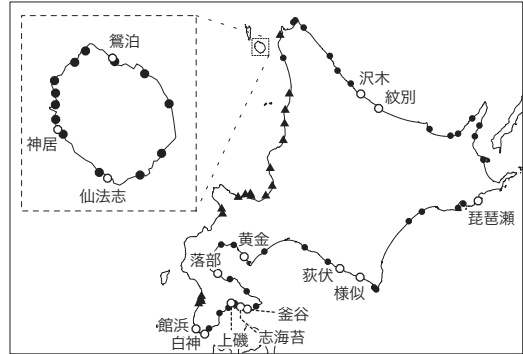 鴛泊
神居
仙法志
沢木
紋別
琵琶瀬
黄金
落部
荻伏
様似
釜谷
館浜
白神
上磯
志海苔